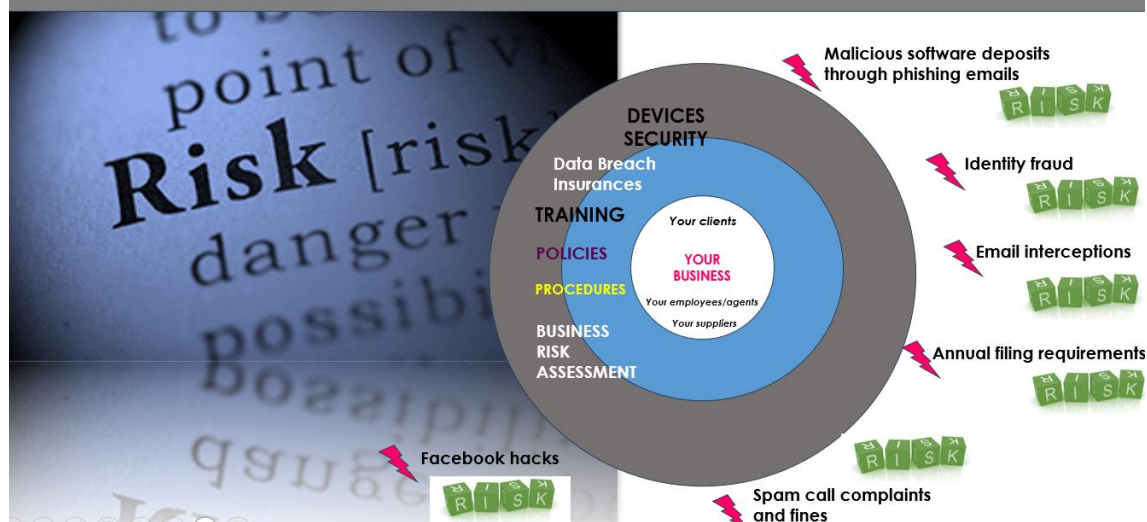 to b
point of vi
Risk [risk
danger
possibi
DEVICES
SECURITY
Data Breach
Insurances
TRAINING
POLICIES
PROCEDURES
BUSINESS
RISK
ASSESSMENT
Your clients
YOUR
BUSINESS
Your employees/agents
Your suppliers
Malicious software deposits
through phishing emails
RISK
Identity fraud
RISK
Email interceptions
RISK
Annual filing requirements
RISK
RISK
Spam call complaints
and fines
Facebook hacks
RISK